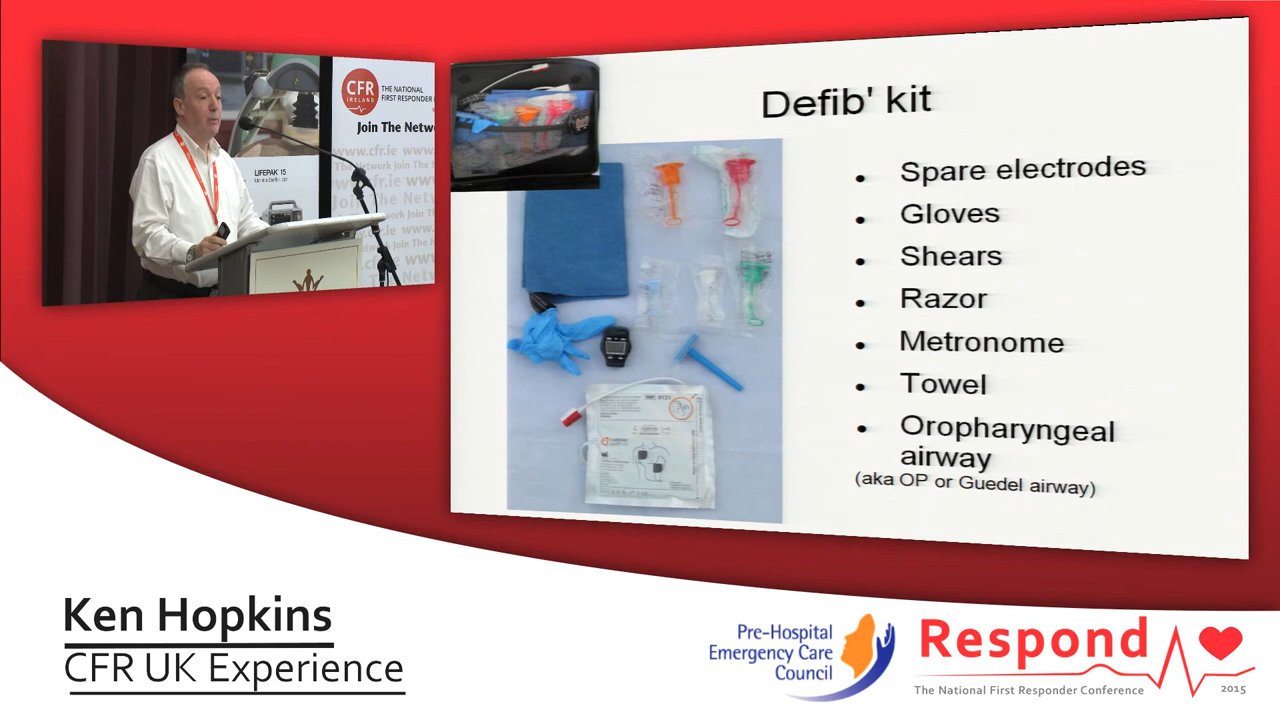 CFR
IRELAND
THE NATIONAL
FIRST RESPONDER
Join The Netw
www.cfr.ie
LIFEPAK 15
Defib' kit
• Spare electrodes
• Gloves
• Shears
• Razor
• Metronome
• Towel
• Oropharyngeal
airway
(aka OP or Guedel airway)
Ken Hopkins
CFR UK Experience
Pre-Hospital
Emergency Care
Council
Respond
The National First Responder Conference 2015